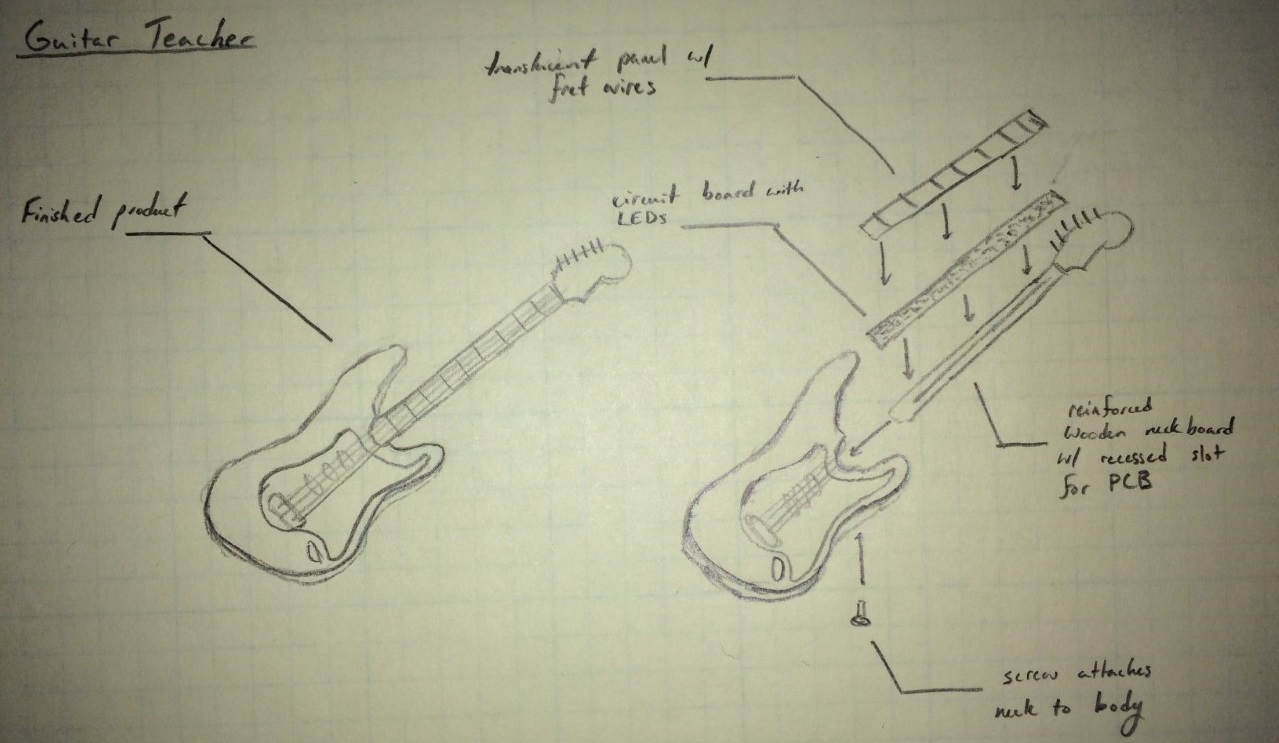 Guitar Teacher
translucent panel w/
fret wires
Finished product
circuit board with
LEDs
reinforced
wooden neck board
w/ recessed slot
for PCB
screw attaches
neck to body